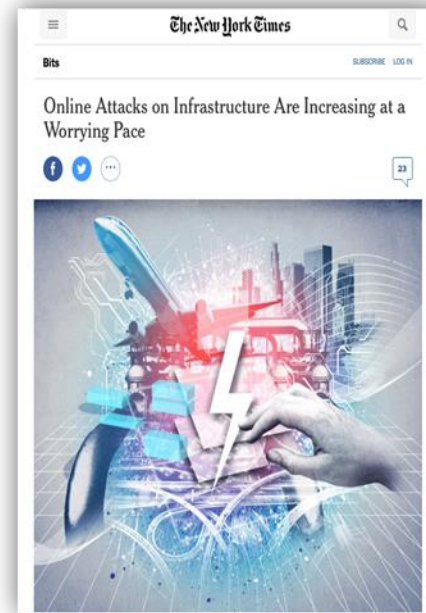 The New York Times
Bits
SUBSCRIBE LOG IN
Online Attacks on Infrastructure Are Increasing at a
Worrying Pace
23